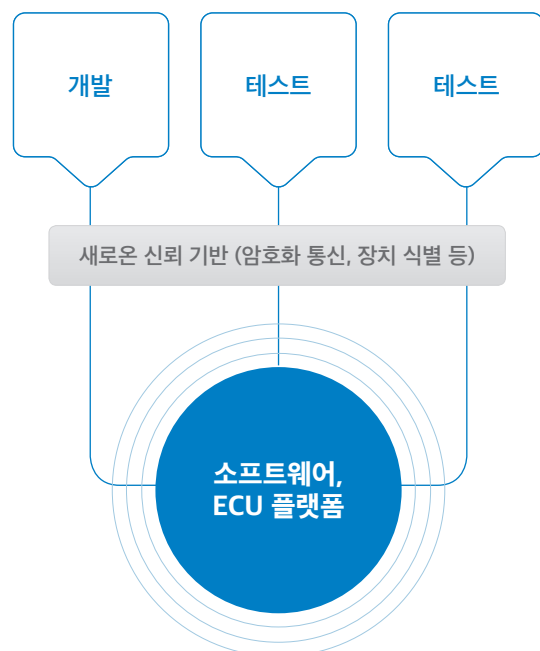 개발
테스트
테스트
새로온 신뢰 기반 (암호화 통신, 장치 식별 등)
소프트웨어,
ECU 플랫폼